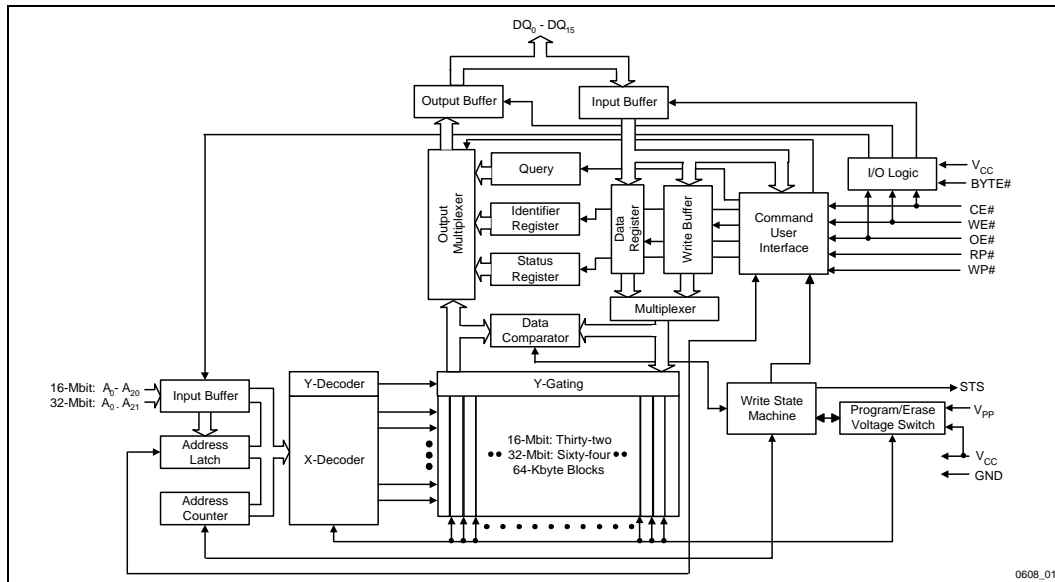 DQ0 - DQ15
Output Buffer
Input Buffer
I/O Logic
VCC
BYTE#
Output
Multiplexer
Query
Identifier
Register
Status
Register
Data
Register
Write Buffer
Command
User
Interface
CE#
WE#
OE#
RP#
WP#
Multiplexer
Data
Comparator
16-Mbit: A0- A20
32-Mbit: A0 - A21
Input Buffer
Y-Decoder
Y-Gating
Address
Latch
X-Decoder
16-Mbit: Thirty-two
32-Mbit: Sixty-four
64-Kbyte Blocks
Write State
Machine
STS
Program/Erase
Voltage Switch
VPP
VCC
GND
Address
Counter
0608_01